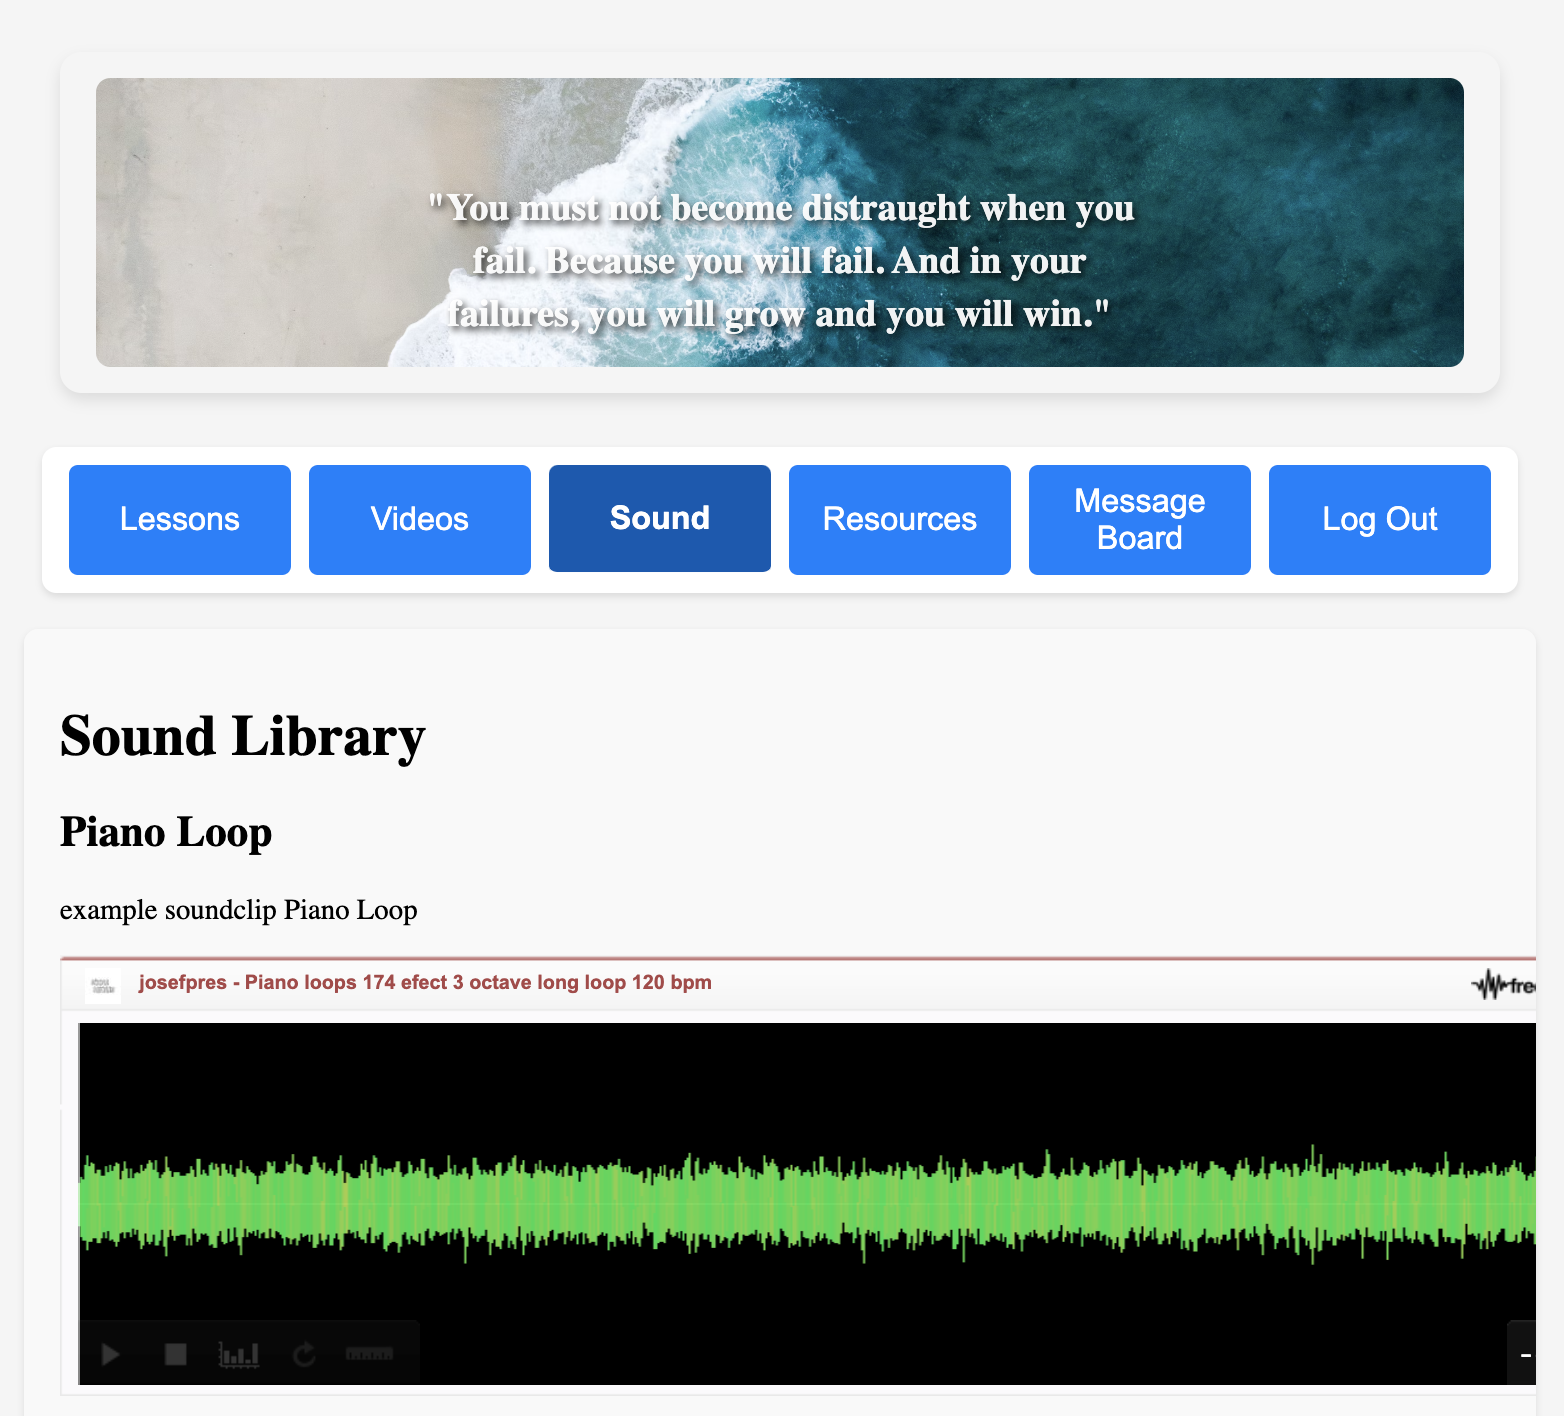 "You must not become distraught when you
fail. Because you will fail. And in your
failures, you will grow and you will win."
Lessons
Videos
Sound
Resources
Message
Board
Log Out
Sound Library
Piano Loop
example soundclip Piano Loop
josefpres - Piano loops 174 efect 3 octave long loop 120 bpm
-